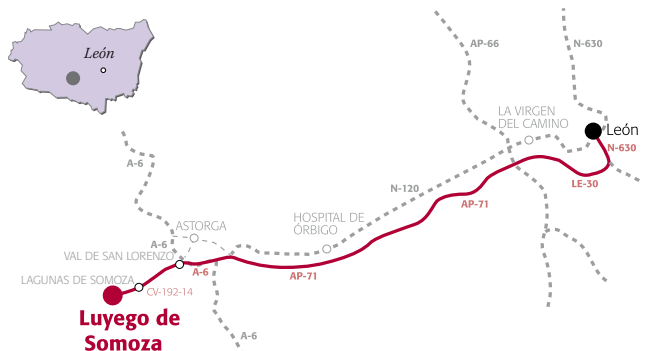 León
AP-66
N-630
LA VIRGEN
DEL CAMINO
León
N-630
A-6
LE-30
N-120
AP-71
HOSPITAL DE
ÓRBIGO
ASTORGA
A-6
VAL DE SAN LORENZO
A-6
AP-71
LAGUNAS DE SOMOZA
CV-192-14
Luyego de
Somoza
A-6